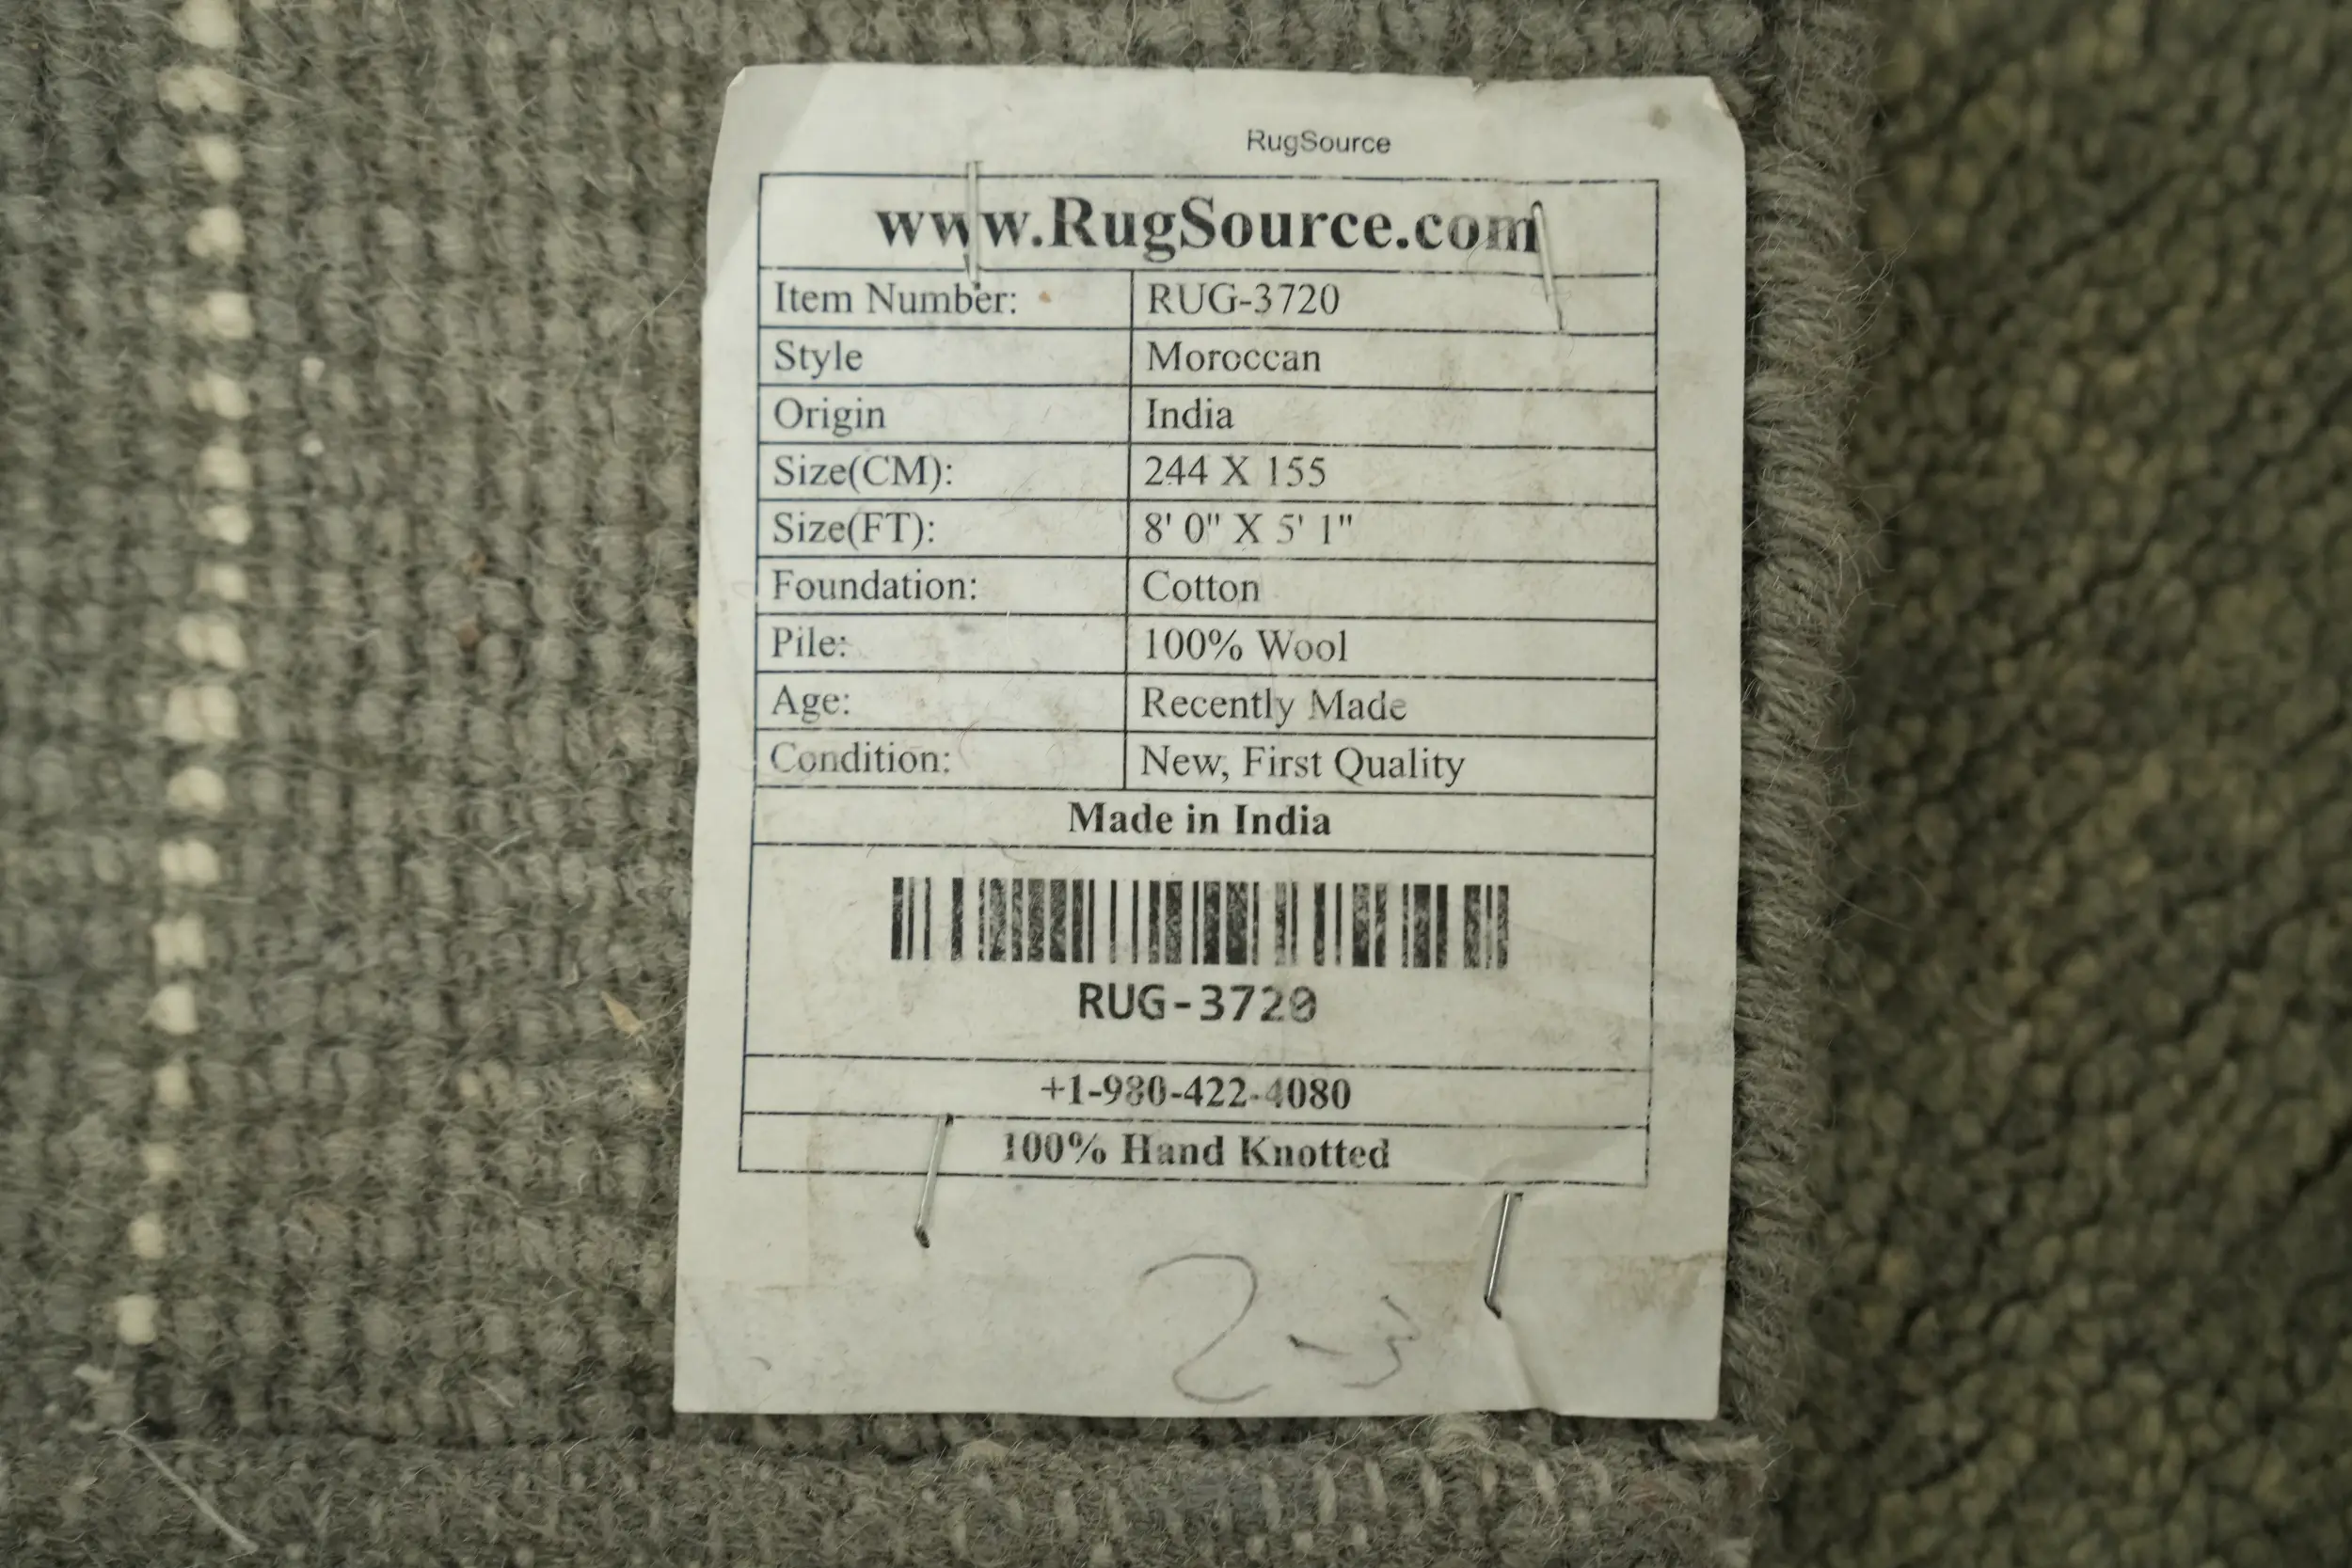 RugSource
www.RugSource.com
Item Number: RUG-3720
Style Moroccan
Origin India
Size(CM): 244 X 155
Size(FT): 8' 0" X 5' 1"
Foundation: Cotton
Pile: 100% Wool
Age: Recently Made
Condition: New, First Quality
Made in India
RUG-3720
+1-980-422-4080
100% Hand Knotted
2-3